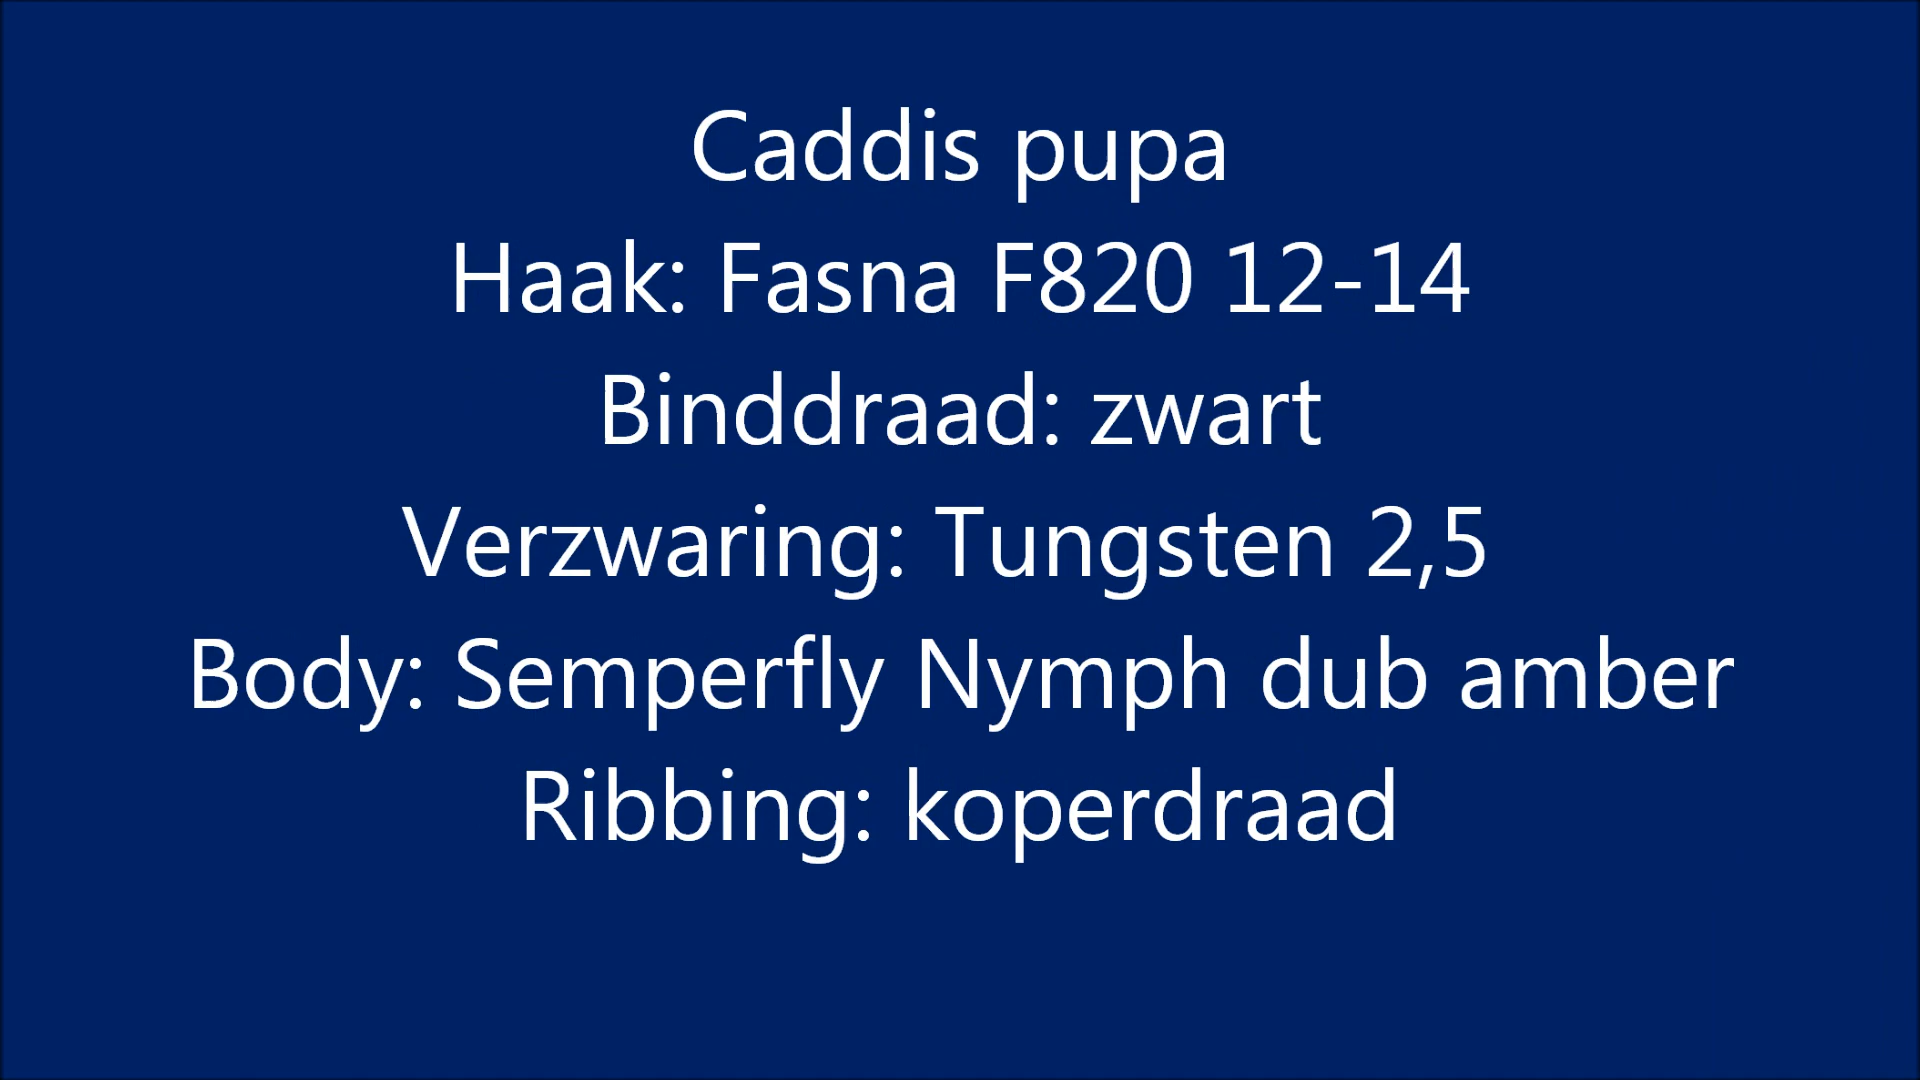 Caddis pupa
Haak: Fasna F820 12-14
Binddraad: zwart
Verzwaring: Tungsten 2,5
Body: Semperfly Nymph dub amber
Ribbing: koperdraad